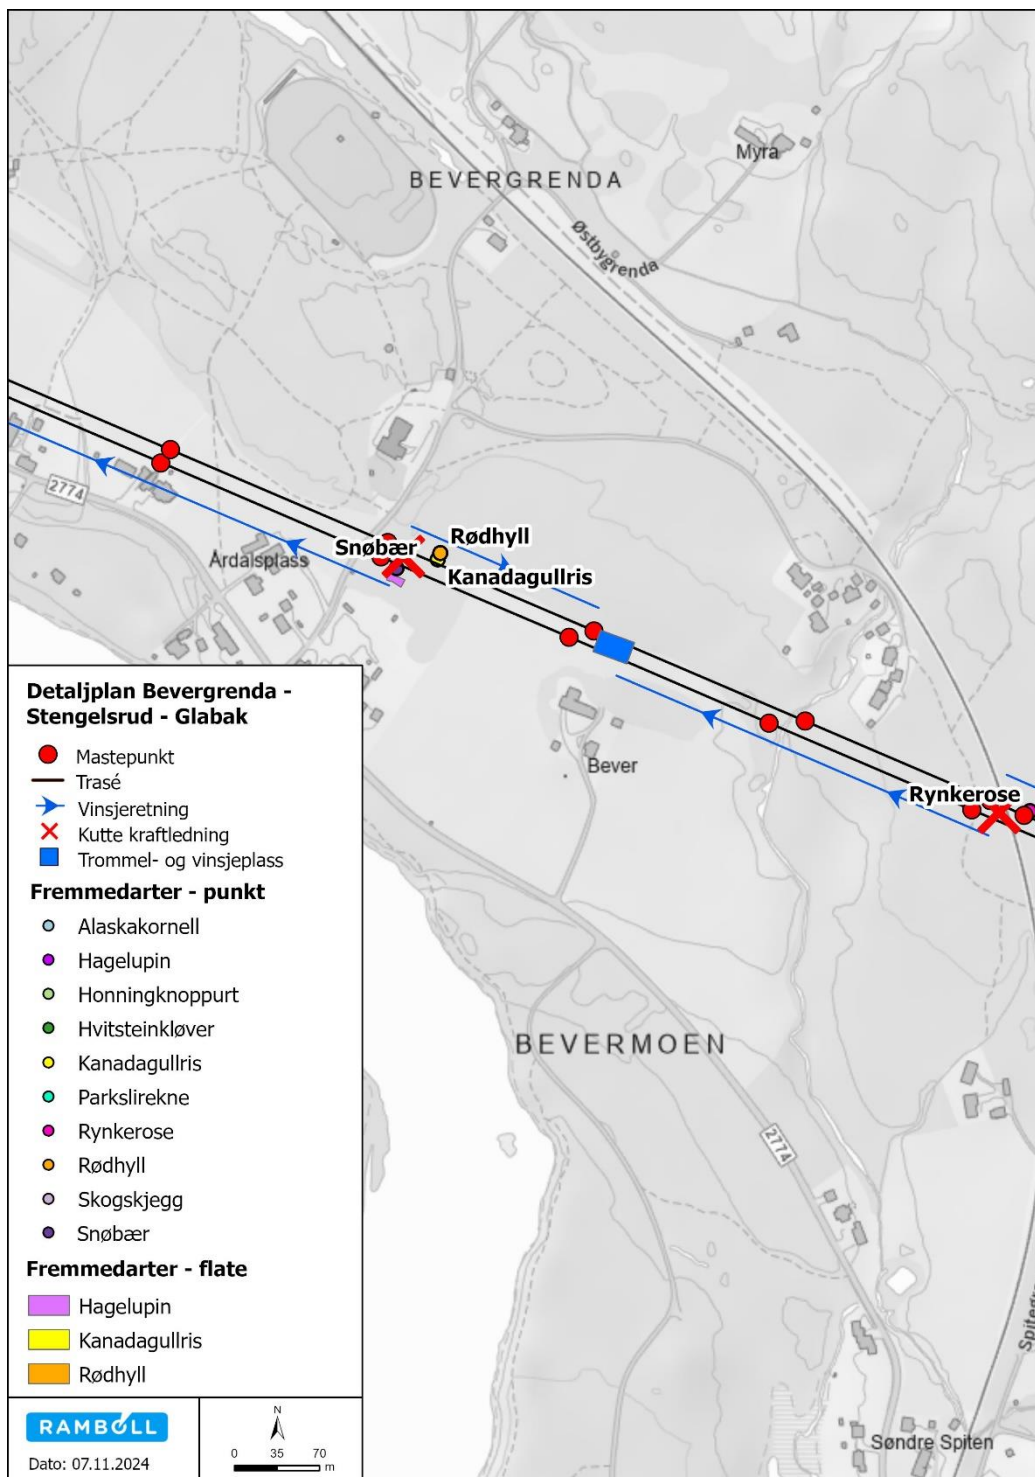 Myra
BEVERGRENDA
Østbygrenda
2774
Årdalsplass
Snøbær
Rødhyll
Kanadagullris
Bever
Rynkerose
BEVERMOEN
2774
Søndre Spiten
Detaljplan Bevergrenda -
Stengelsrud - Glabak
Mastepunkt
Trasé
Vinsjeretning
Kutte kraftledning
Trommel- og vinsjeplass
Fremmedarter - punkt
Alaskakornell
Hagelupin
Honningknoppurt
Hvitsteinkløver
Kanadagullris
Parkslirekne
Rynkerose
Rødhyll
Skogskjegg
Snøbær
Fremmedarter - flate
Hagelupin
Kanadagullris
Rødhyll
RAMBOLL
Dato: 07.11.2024
N
0 35 70
m